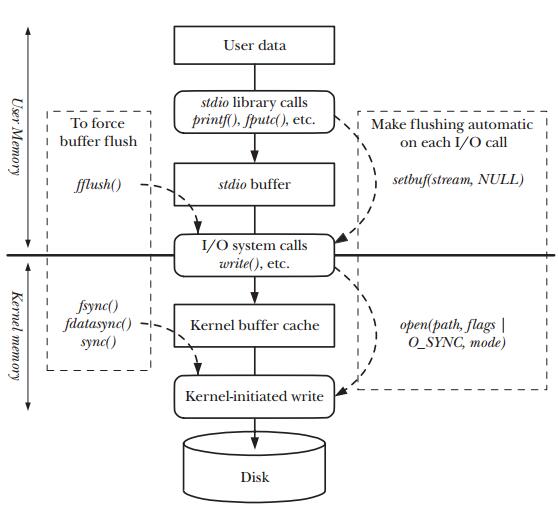 User data
User Memory
stdio library calls
printf(), fputc(), etc.
To force
buffer flush
Make flushing automatic
on each I/O call
fflush()
stdio buffer
setbuf(stream, NULL)
I/O system calls
write(), etc.
Kernel memory
fsync()
fdatasync()
sync()
Kernel buffer cache
open(path, flags |
O_SYNC, mode)
Kernel-initiated write
Disk